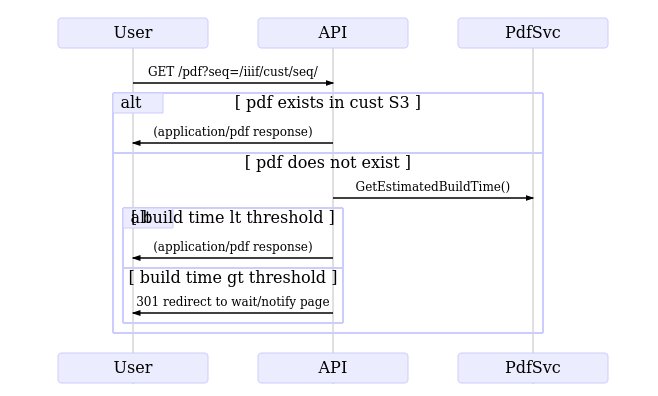 User API PdfSvc
GET /pdf?seq=/iiif/cust/seq/
alt [ pdf exists in cust S3 ]
(application/pdf response)
[ pdf does not exist ]
GetEstimatedBuildTime()
alt [ build time lt threshold ]
(application/pdf response)
[ build time gt threshold ]
301 redirect to wait/notify page
User API PdfSvc